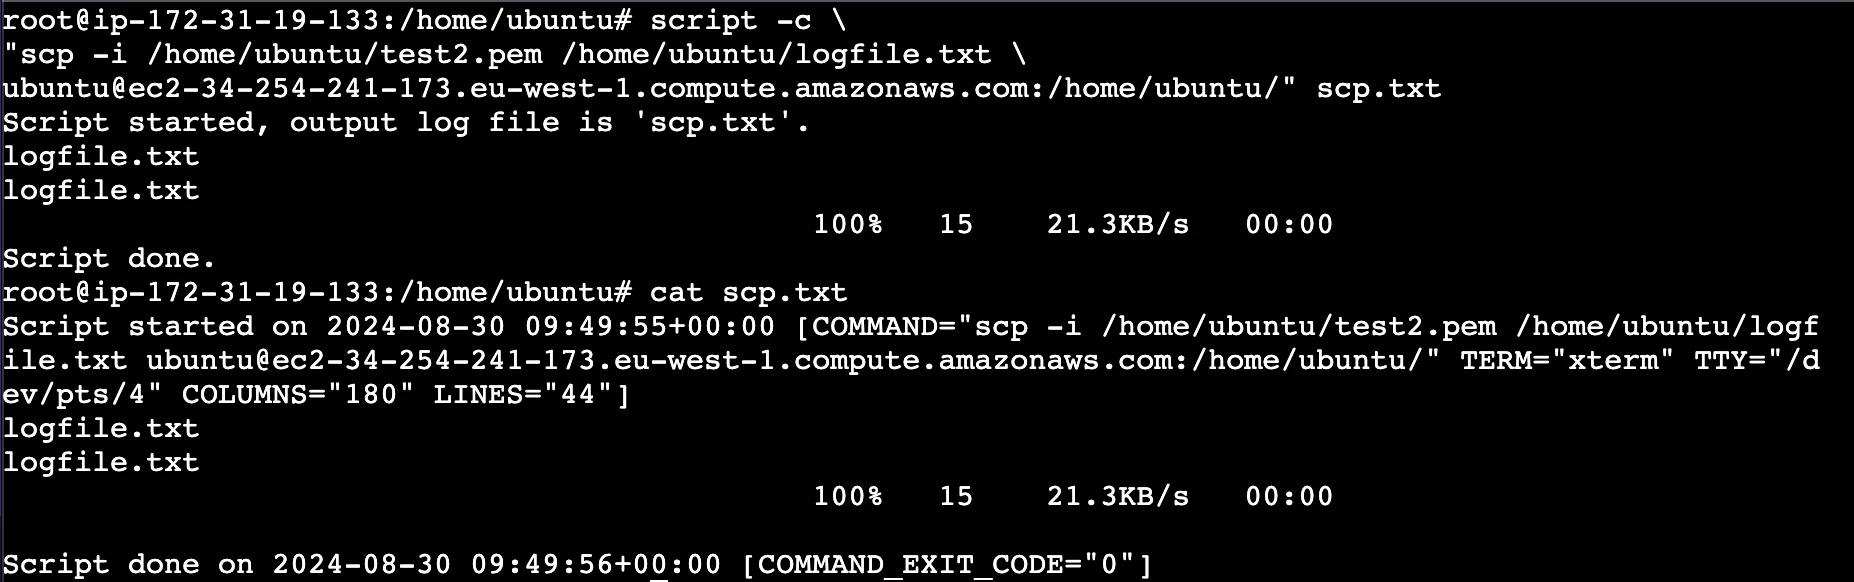 root@ip-172-31-19-133:/home/ubuntu# script -c \
"scp -i /home/ubuntu/test2.pem /home/ubuntu/logfile.txt \
ubuntu@ec2-34-254-241-173.eu-west-1.compute.amazonaws.com:/home/ubuntu/" scp.txt
Script started, output log file is 'scp.txt'.
logfile.txt
logfile.txt
100%   15    21.3KB/s   00:00
Script done.
root@ip-172-31-19-133:/home/ubuntu# cat scp.txt
Script started on 2024-08-30 09:49:55+00:00 [COMMAND="scp -i /home/ubuntu/test2.pem /home/ubuntu/logf
ile.txt ubuntu@ec2-34-254-241-173.eu-west-1.compute.amazonaws.com:/home/ubuntu/" TERM="xterm" TTY="/d
ev/pts/4" COLUMNS="180" LINES="44"]
logfile.txt
logfile.txt
100%   15    21.3KB/s   00:00
Script done on 2024-08-30 09:49:56+00:00 [COMMAND_EXIT_CODE="0"]